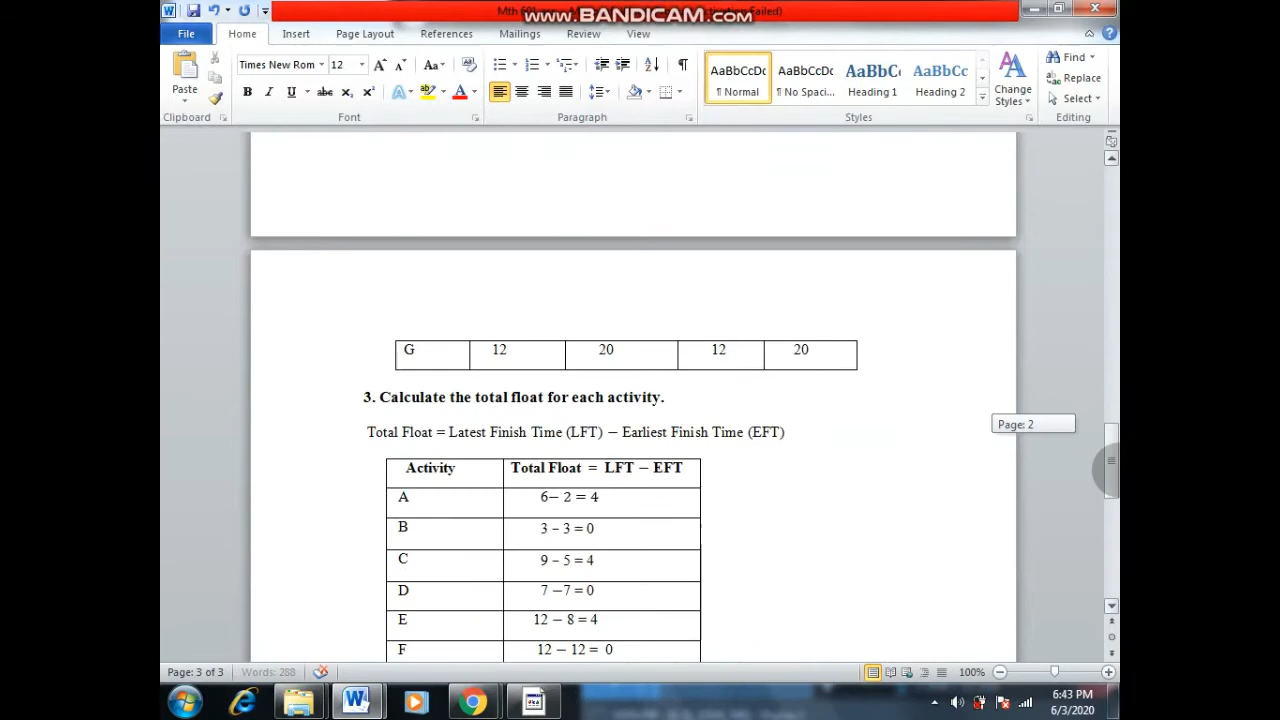 www.BANDICAM.com
File Home Insert Page Layout References Mailings Review View
Times New Rom 12
Paste
Clipboard Font Paragraph Styles Editing
AaBbCcDc AaBbCcDc AaBbC AaBbCc
¶ Normal ¶ No Spaci... Heading 1 Heading 2
Change Styles
Find
Replace
Select
G 12 20 12 20
3. Calculate the total float for each activity.
Total Float = Latest Finish Time (LFT) − Earliest Finish Time (EFT)
Page: 2
Activity Total Float = LFT − EFT
A 6− 2 = 4
B 3 − 3 = 0
C 9 − 5 = 4
D 7 −7 = 0
E 12 − 8 = 4
F 12 − 12 = 0
Page: 3 of 3 Words: 288 100%
6:43 PM
6/3/2020